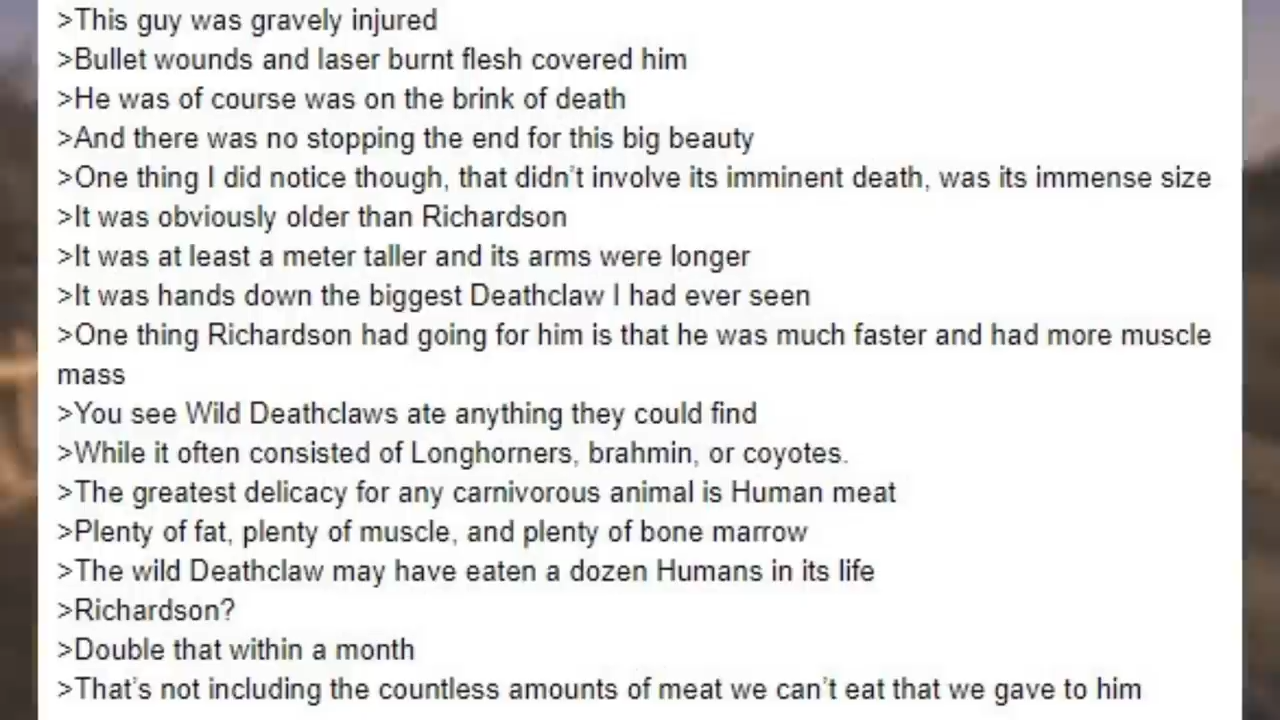 >This guy was gravely injured
>Bullet wounds and laser burnt flesh covered him
>He was of course was on the brink of death
>And there was no stopping the end for this big beauty
>One thing I did notice though, that didn’t involve its imminent death, was its immense size
>It was obviously older than Richardson
>It was at least a meter taller and its arms were longer
>It was hands down the biggest Deathclaw I had ever seen
>One thing Richardson had going for him is that he was much faster and had more muscle
mass
>You see Wild Deathclaws ate anything they could find
>While it often consisted of Longhorners, brahmin, or coyotes.
>The greatest delicacy for any carnivorous animal is Human meat
>Plenty of fat, plenty of muscle, and plenty of bone marrow
>The wild Deathclaw may have eaten a dozen Humans in its life
>Richardson?
>Double that within a month
>That’s not including the countless amounts of meat we can’t eat that we gave to him